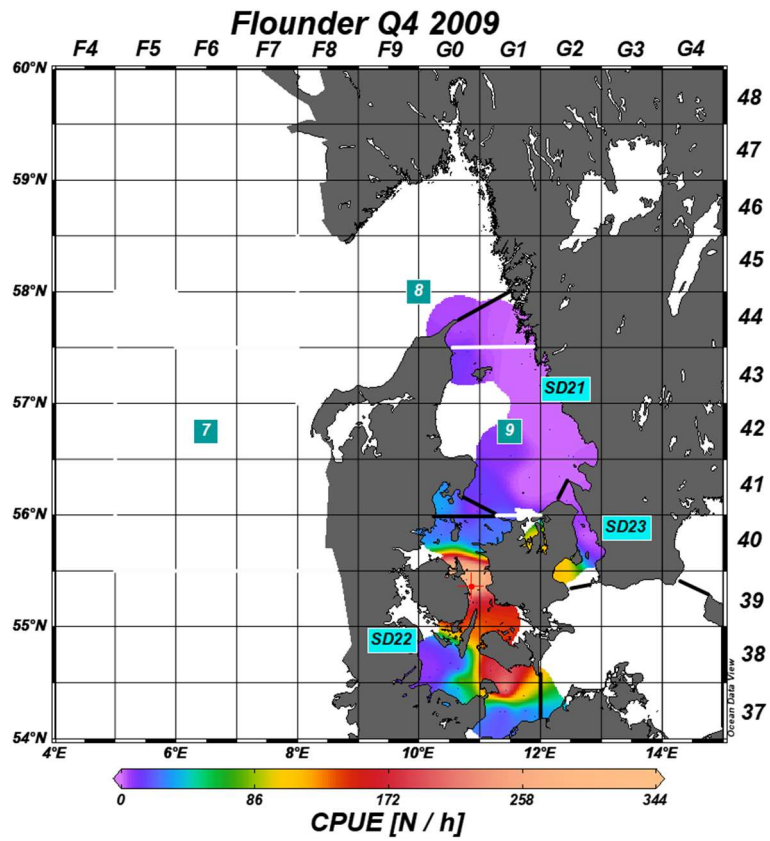 Flounder Q4 2009
F4 F5 F6 F7 F8 F9 G0 G1 G2 G3 G4
60°N
48
47
59°N
46
45
58°N 8
44
43
SD21
57°N
7 9 42
41
56°N
SD23
40
39
55°N
SD22
38
37
Ocean Data View
54°N
4°E 6°E 8°E 10°E 12°E 14°E
0 86 172 258 344
CPUE [N / h]